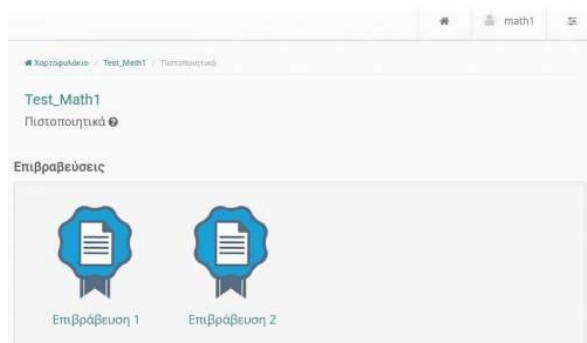 math1
Χαρτοφυλάκιο / Test_Math1 / Πιστοποιητικά
Test_Math1
Πιστοποιητικά
Επιβραβεύσεις
Επιβράβευση 1 Επιβράβευση 2